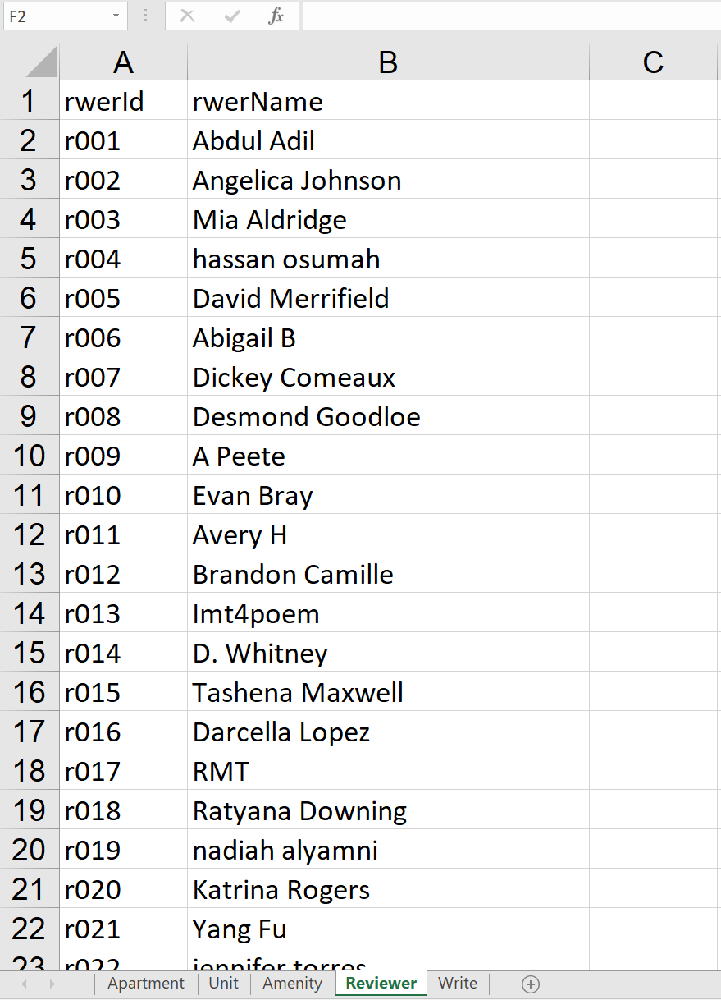 F2 fx
A B C
1 rwerId rwerName
2 r001 Abdul Adil
3 r002 Angelica Johnson
4 r003 Mia Aldridge
5 r004 hassan osumah
6 r005 David Merrifield
7 r006 Abigail B
8 r007 Dickey Comeaux
9 r008 Desmond Goodloe
10 r009 A Peete
11 r010 Evan Bray
12 r011 Avery H
13 r012 Brandon Camille
14 r013 Imt4poem
15 r014 D. Whitney
16 r015 Tashena Maxwell
17 r016 Darcella Lopez
18 r017 RMT
19 r018 Ratyana Downing
20 r019 nadiah alyamni
21 r020 Katrina Rogers
22 r021 Yang Fu
23 r022 jennifer torres
Apartment Unit Amenity Reviewer Write